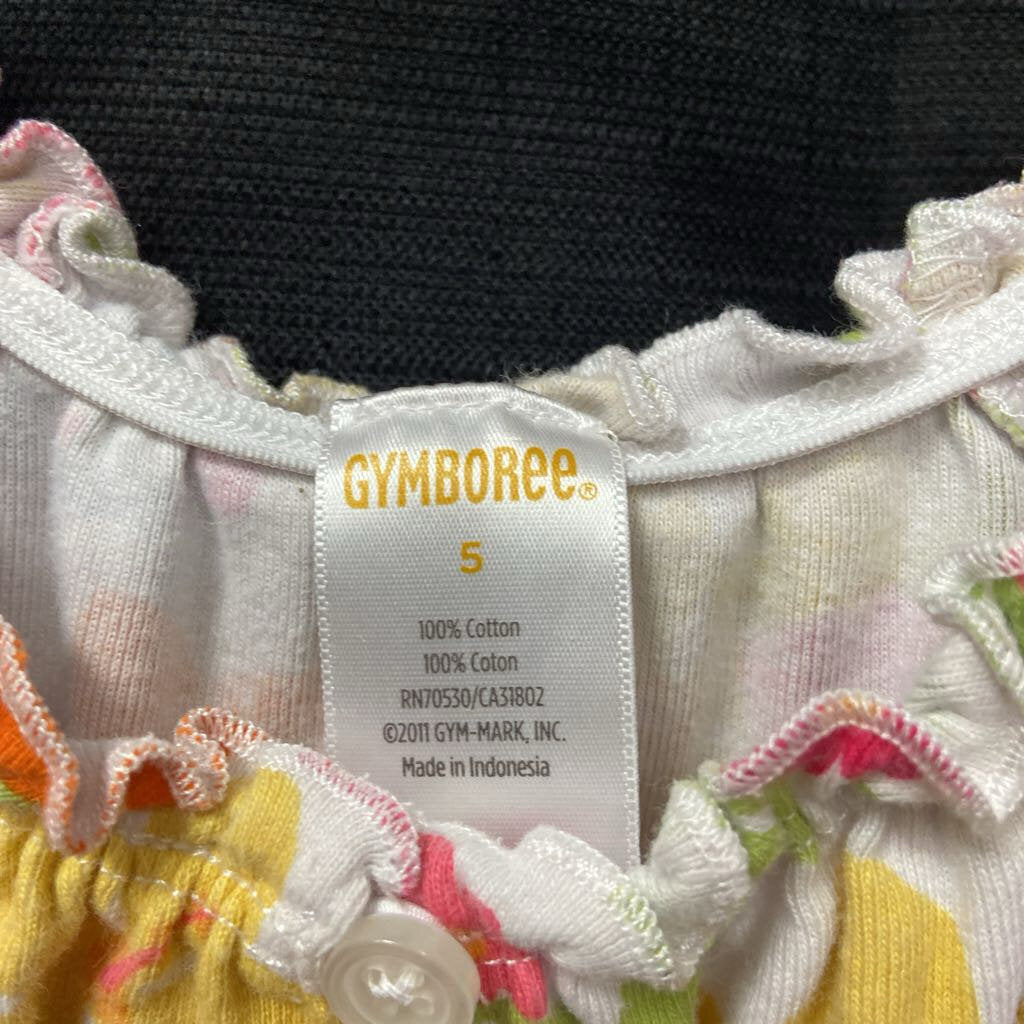 GYMBOREE®
5
100% Cotton
100% Coton
RN70530/CA31802
©2011 GYM-MARK, INC.
Made in Indonesia